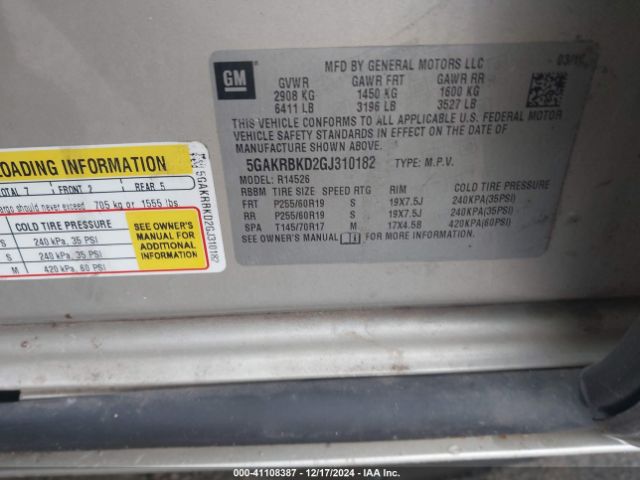 GM
MFD BY GENERAL MOTORS LLC
GVWR GAWR FRT GAWR RR
2908 KG 1450 KG 1600 KG
6411 LB 3196 LB 3527 LB
THIS VEHICLE CONFORMS TO ALL APPLICABLE U.S. FEDERAL MOTOR
VEHICLE SAFETY STANDARDS IN EFFECT ON THE DATE OF
MANUFACTURE SHOWN ABOVE.
5GAKRBKD2GJ310182 TYPE: M.P.V.
MODEL: R14526
RBBM TIRE SIZE SPEED RTG RIM COLD TIRE PRESSURE
FRT P255/60R19 S 19X7.5J 240KPA(35PSI)
RR P255/60R19 S 19X7.5J 240KPA(35PSI)
SPA T145/70R17 M 17X4.5B 420KPA(60PSI)
SEE OWNER'S MANUAL FOR MORE INFORMATION.
LOADING INFORMATION
TOTAL 7 FRONT 2 REAR 5
should never exceed 705 kg or 1555 lbs
COLD TIRE PRESSURE
S 240 kPa, 35 PSI
S 240 kPa, 35 PSI
M 420 kPa, 60 PSI
SEE OWNER'S
MANUAL FOR
ADDITIONAL
INFORMATION
5GAKRBKD2GJ310182
000-41108387 - 12/17/2024 - IAA, Inc.